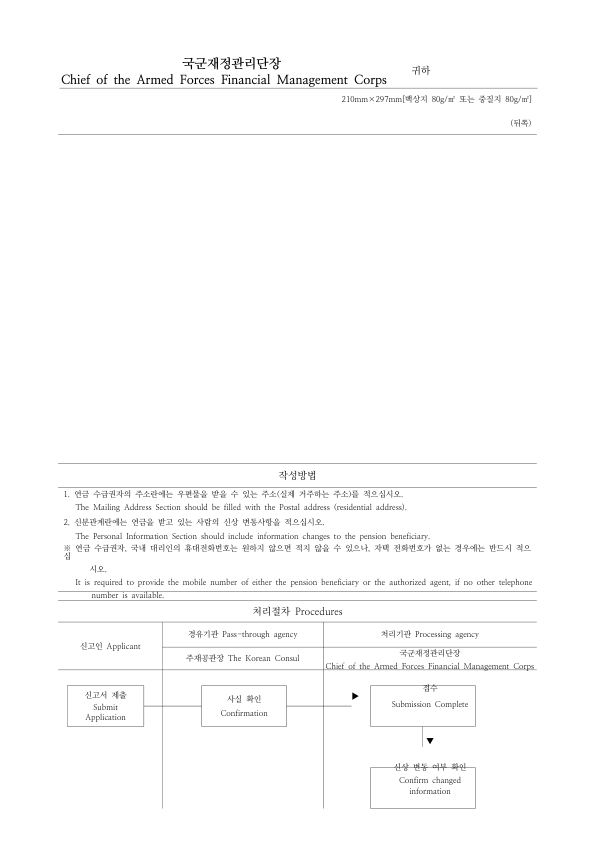 국군재정관리단장
Chief of the Armed Forces Financial Management Corps
귀하
210mm×297mm[백상지 80g/㎡ 또는 중질지 80g/㎡]
(뒤쪽)
작성방법
1. 연금 수급권자의 주소란에는 우편물을 받을 수 있는 주소(실제 거주하는 주소)를 적으십시오.
The Mailing Address Section should be filled with the Postal address (residential address).
2. 신분관계란에는 연금을 받고 있는 사람의 신상 변동사항을 적으십시오.
The Personal Information Section should include information changes to the pension beneficiary.
※ 연금 수급권자, 국내 대리인의 휴대전화번호는 원하지 않으면 적지 않을 수 있으나, 자택 전화번호가 없는 경우에는 반드시 적으
십
시오.
It is required to provide the mobile number of either the pension beneficiary or the authorized agent, if no other telephone
number is available.
처리절차 Procedures
신고인 Applicant
경유기관 Pass-through agency
처리기관 Processing agency
주재공관장 The Korean Consul
국군재정관리단장
Chief of the Armed Forces Financial Management Corps
신고서 제출
Submit
Application
사실 확인
Confirmation
접수
Submission Complete
신상 변동 여부 확인
Confirm changed
information